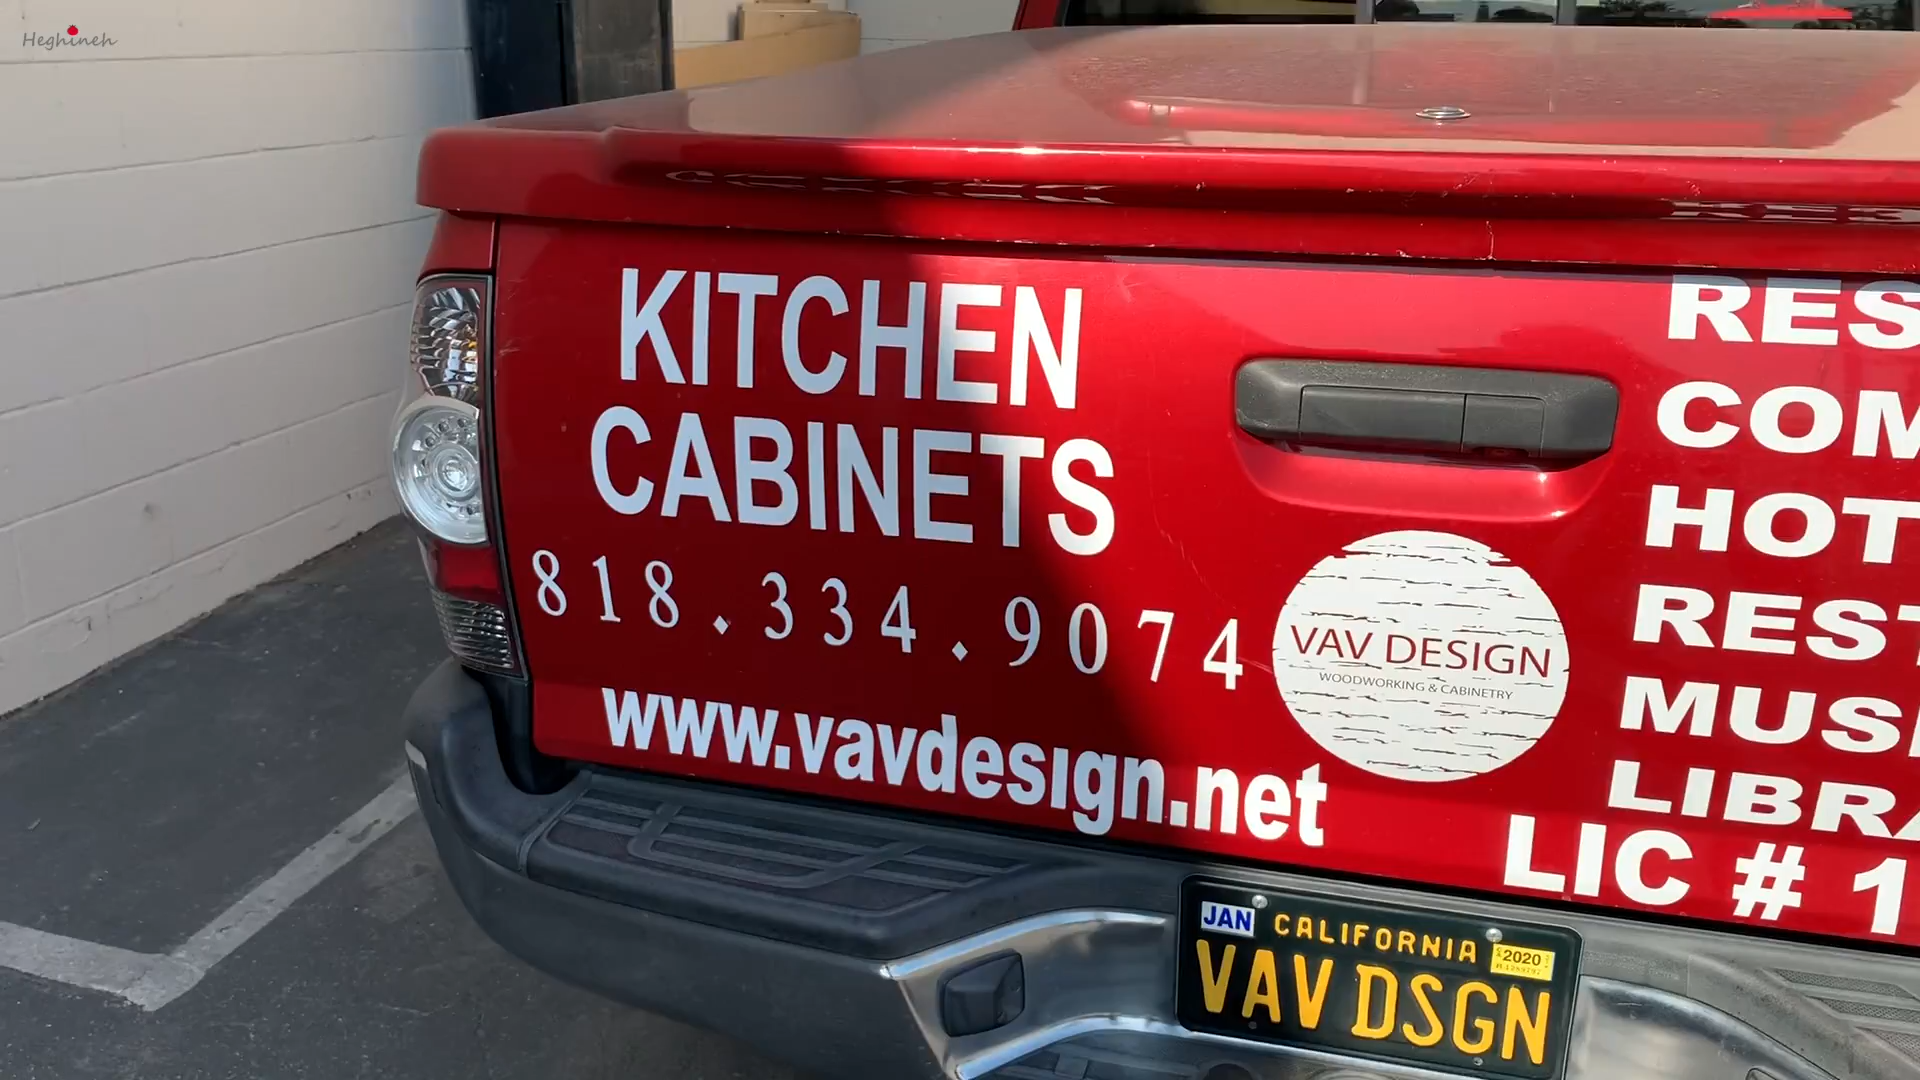 Heghineh
KITCHEN
CABINETS
818.334.9074
www.vavdesign.net
VAV DESIGN
WOODWORKING & CABINETRY
RES
COM
HOT
REST
MUS
LIBRA
LIC # 1
JAN
CALIFORNIA
2020
VAV DSGN